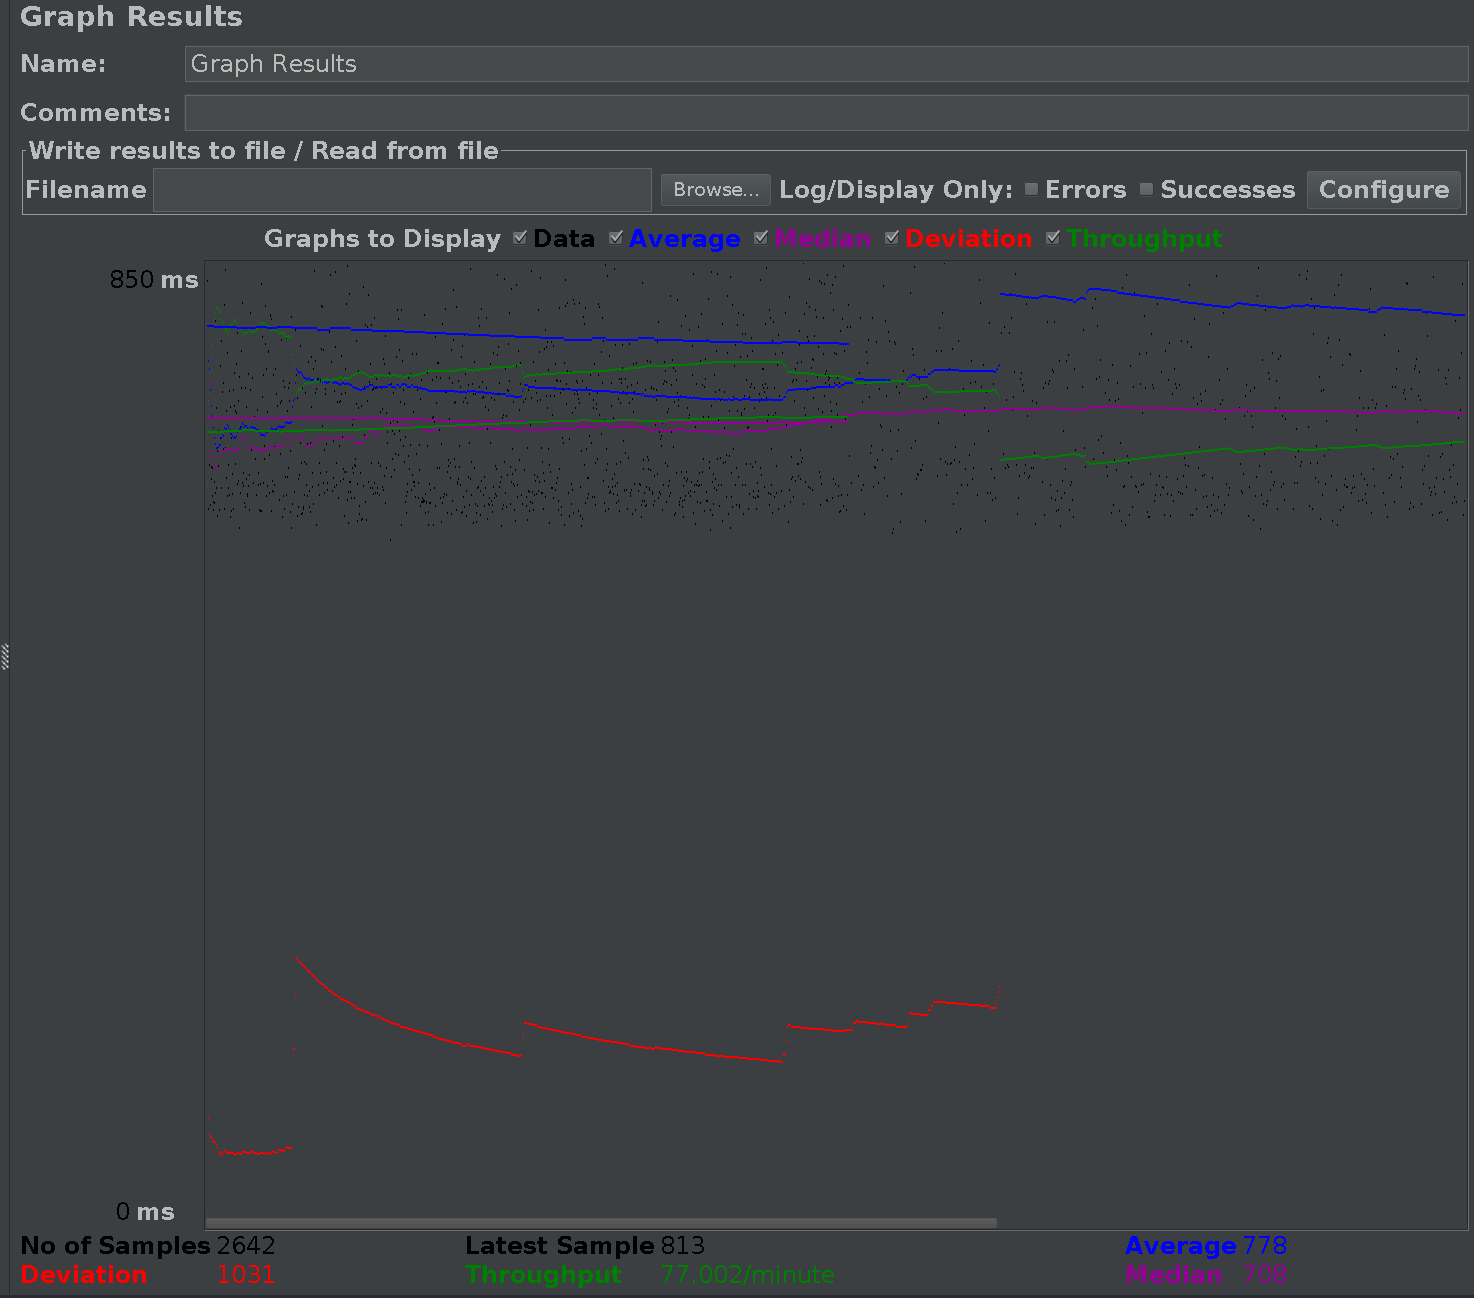 Graph Results
Name: Graph Results
Comments:
Write results to file / Read from file
Filename Browse... Log/Display Only: Errors Successes Configure
Graphs to Display Data Average Median Deviation Throughput
850 ms
0 ms
No of Samples 2642 Latest Sample 813 Average 778
Deviation 1031 Throughput 77.002/minute Median 708